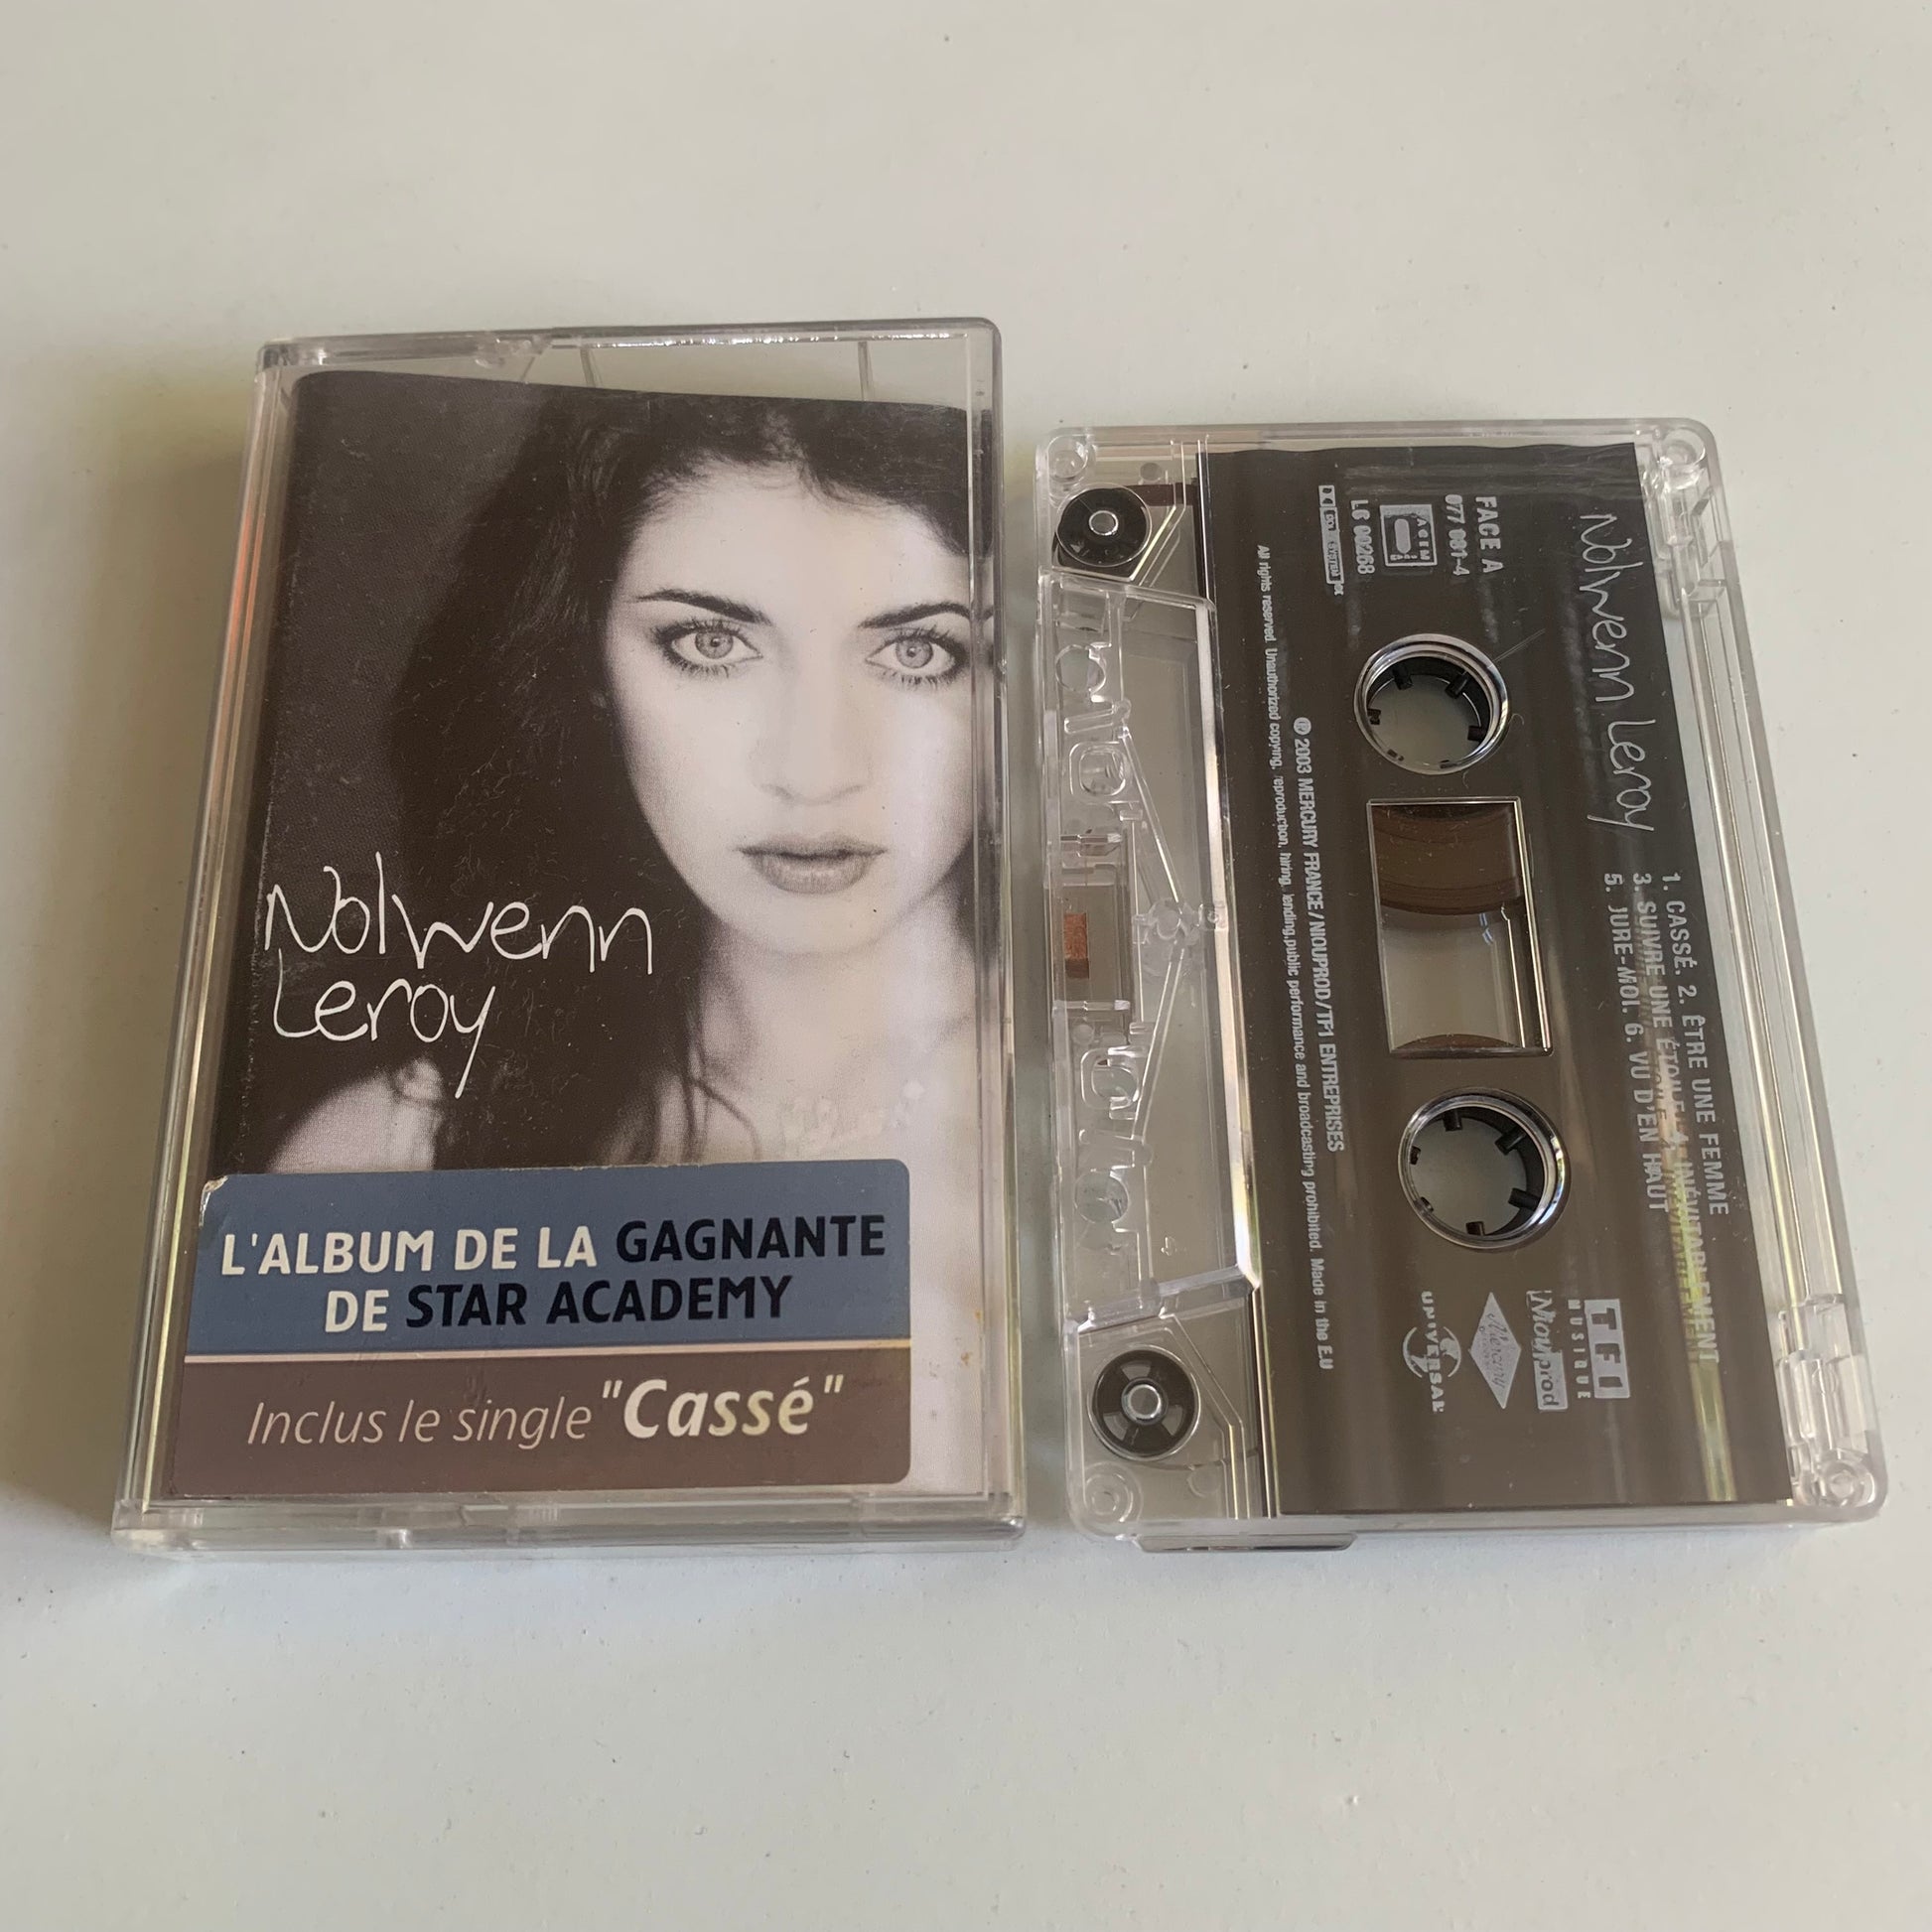 Nolwenn
Leroy
L'ALBUM DE LA GAGNANTE
DE STAR ACADEMY
Inclus le single "Cassé"
Nolwenn Leroy
1. CASSÉ. 2. ÊTRE UNE FEMME
3. SUIVRE UNE ÉTOILE. 4. INÉVITABLEMENT
5. JURE-MOI. 6. VU D'EN HAUT
FACE A
077 081-4
LC 00268
TF1
MUSIQUE
Niouprod
Mercury
UNIVERSAL
℗ 2003 MERCURY FRANCE/NIOUPROD/TF1 ENTREPRISES
All rights reserved. Unauthorized copying, reproduction, hiring, lending, public performance and broadcasting prohibited. Made in the E.U